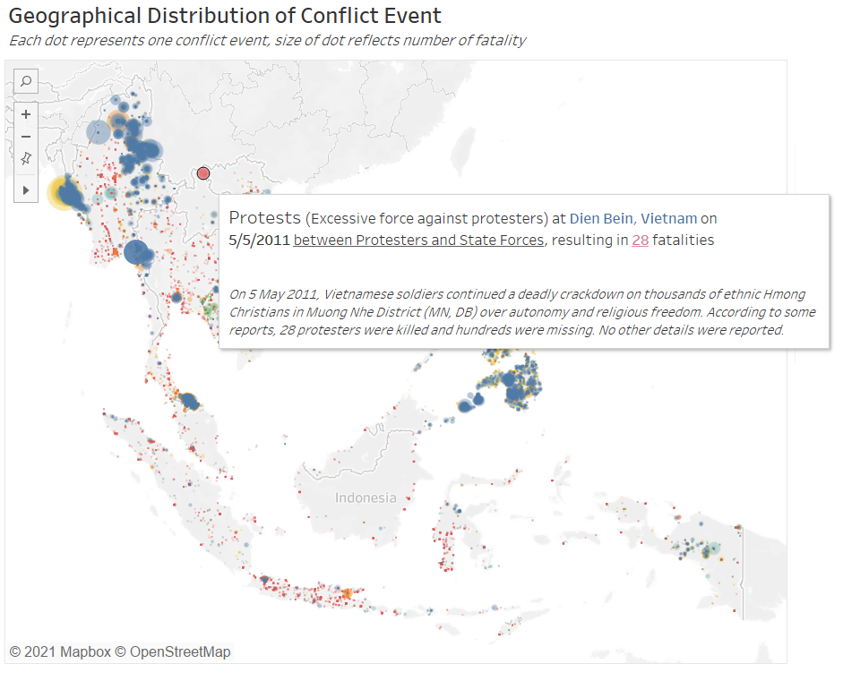 Geographical Distribution of Conflict Event
Each dot represents one conflict event, size of dot reflects number of fatality
Protests (Excessive force against protesters) at Dien Bein, Vietnam on
5/5/2011 between Protesters and State Forces, resulting in 28 fatalities
On 5 May 2011, Vietnamese soldiers continued a deadly crackdown on thousands of ethnic Hmong
Christians in Muong Nhe District (MN, DB) over autonomy and religious freedom. According to some
reports, 28 protesters were killed and hundreds were missing. No other details were reported.
Indonesia
© 2021 Mapbox © OpenStreetMap